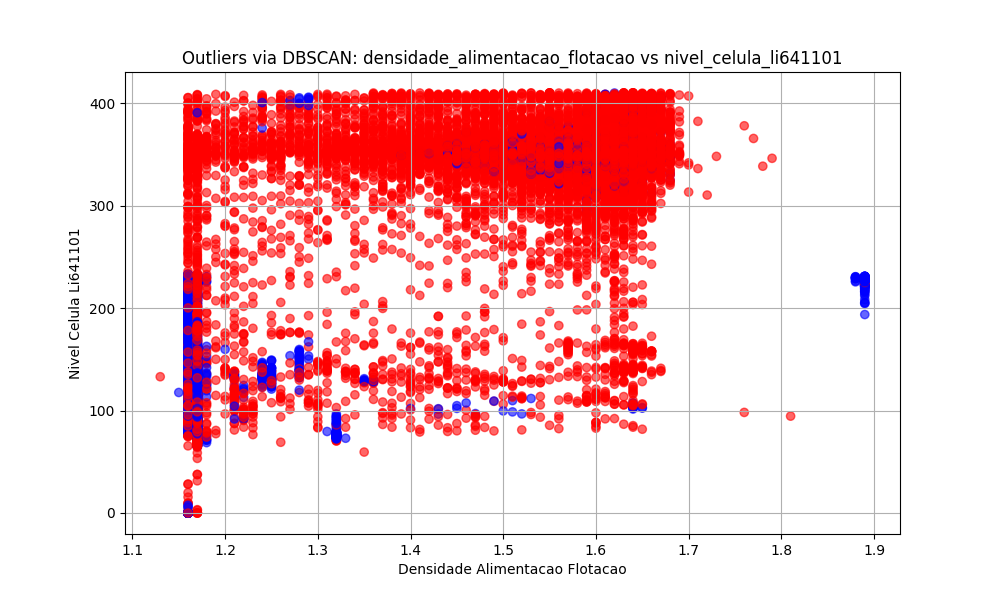 Outliers via DBSCAN: densidade_alimentacao_flotacao vs nivel_celula_li641101
400
300
200
100
0
Nivel Celula Li641101
1.1 1.2 1.3 1.4 1.5 1.6 1.7 1.8 1.9
Densidade Alimentacao Flotacao